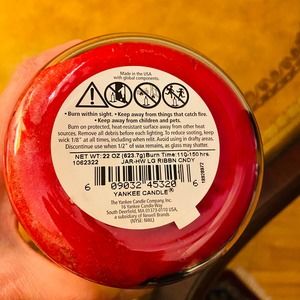 Made in the USA
with global components.
• Burn within sight. • Keep away from things that catch fire.
• Keep away from children and pets.
Burn on protected, heat-resistant surface away from other heat
sources. Remove all debris before each lighting. To reduce sooting, keep
wick 1/8" at all times, including when relit. Avoid using in drafty areas.
Discontinue use when 1/2" of wax remains, as glass may shatter.
NET WT: 22 OZ (623.7g) Burn Time: 110-150 hrs.
1062322 JAR-HW LG RIBBN CNDY
6 09032 45320
YANKEE CANDLE®
The Yankee Candle Company, Inc.
16 Yankee Candle Way
South Deerfield, MA 01373-0110 USA
a subsidiary of Newell Brands
(NYSE: NWL)